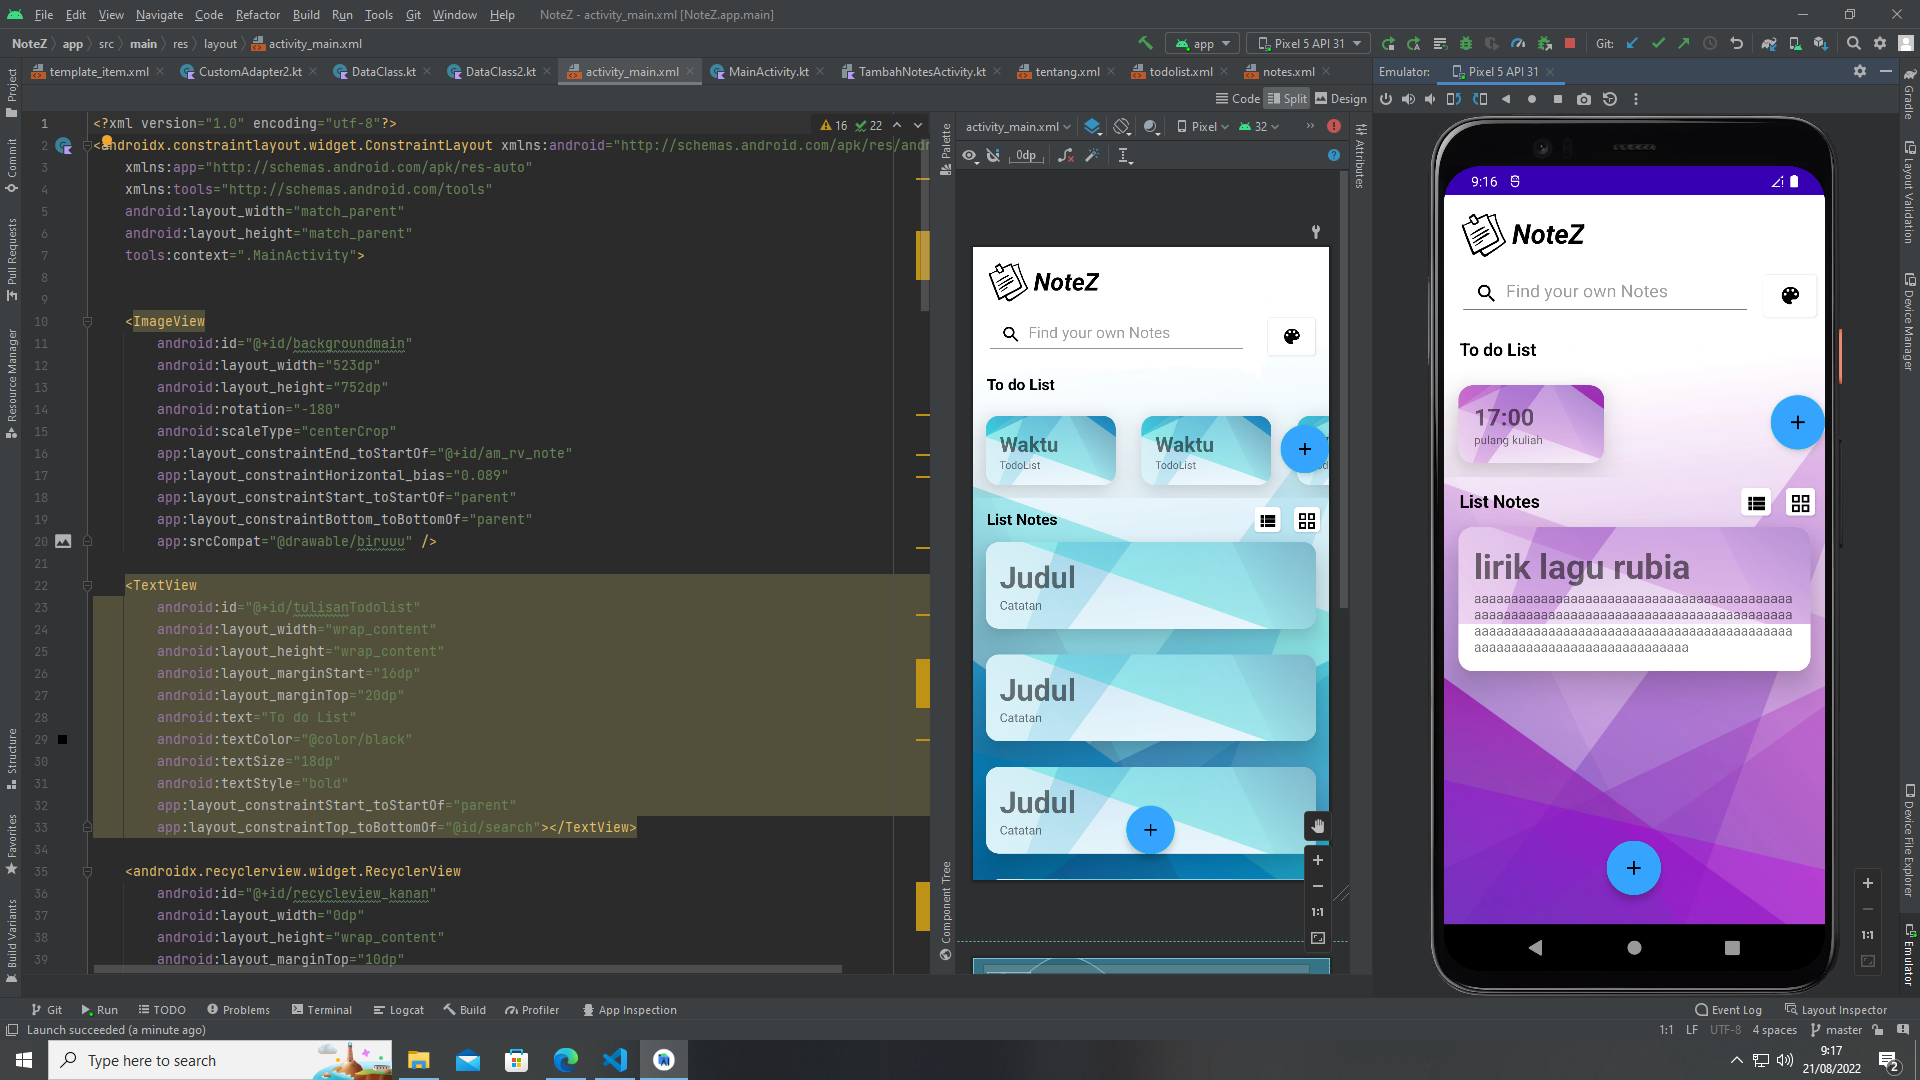 File Edit View Navigate Code Refactor Build Run Tools Git Window Help NoteZ - activity_main.xml [NoteZ.app.main]
NoteZ app src main res layout activity_main.xml
app Pixel 5 API 31 Git:
template_item.xml CustomAdapter2.kt DataClass.kt DataClass2.kt activity_main.xml MainActivity.kt TambahNotesActivity.kt tentang.xml todolist.xml notes.xml
Emulator: Pixel 5 API 31
Code Split Design
Project
Commit
Pull Requests
Resource Manager
Structure
Favorites
Build Variants
16 22
1 <?xml version="1.0" encoding="utf-8"?>
2 <androidx.constraintlayout.widget.ConstraintLayout xmlns:android="http://schemas.android.com/apk/res/andr
3 xmlns:app="http://schemas.android.com/apk/res-auto"
4 xmlns:tools="http://schemas.android.com/tools"
5 android:layout_width="match_parent"
6 android:layout_height="match_parent"
7 tools:context=".MainActivity">
8
9
10 <ImageView
11 android:id="@+id/backgroundmain"
12 android:layout_width="523dp"
13 android:layout_height="752dp"
14 android:rotation="-180"
15 android:scaleType="centerCrop"
16 app:layout_constraintEnd_toStartOf="@+id/am_rv_note"
17 app:layout_constraintHorizontal_bias="0.089"
18 app:layout_constraintStart_toStartOf="parent"
19 app:layout_constraintBottom_toBottomOf="parent"
20 app:srcCompat="@drawable/biruuu" />
21
22 <TextView
23 android:id="@+id/tulisanTodolist"
24 android:layout_width="wrap_content"
25 android:layout_height="wrap_content"
26 android:layout_marginStart="16dp"
27 android:layout_marginTop="20dp"
28 android:text="To do List"
29 android:textColor="@color/black"
30 android:textSize="18dp"
31 android:textStyle="bold"
32 app:layout_constraintStart_toStartOf="parent"
33 app:layout_constraintTop_toBottomOf="@id/search"></TextView>
34
35 <androidx.recyclerview.widget.RecyclerView
36 android:id="@+id/recycleview_kanan"
37 android:layout_width="0dp"
38 android:layout_height="wrap_content"
39 android:layout_marginTop="10dp"
Palette
Component Tree
activity_main.xml Pixel 32
0dp
Attributes
NoteZ
Find your own Notes
To do List
Waktu
TodoList
Waktu
TodoList
List Notes
Judul
Catatan
Judul
Catatan
Judul
Catatan
1:1
9:16
NoteZ
Find your own Notes
To do List
17:00
pulang kuliah
List Notes
lirik lagu rubia
1:1
Gradle
Layout Validation
Device Manager
Device File Explorer
Emulator
Git Run TODO Problems Terminal Logcat Build Profiler App Inspection Event Log Layout Inspector
Launch succeeded (a minute ago) 1:1 LF UTF-8 4 spaces master
Type here to search
9:17
21/08/2022
2